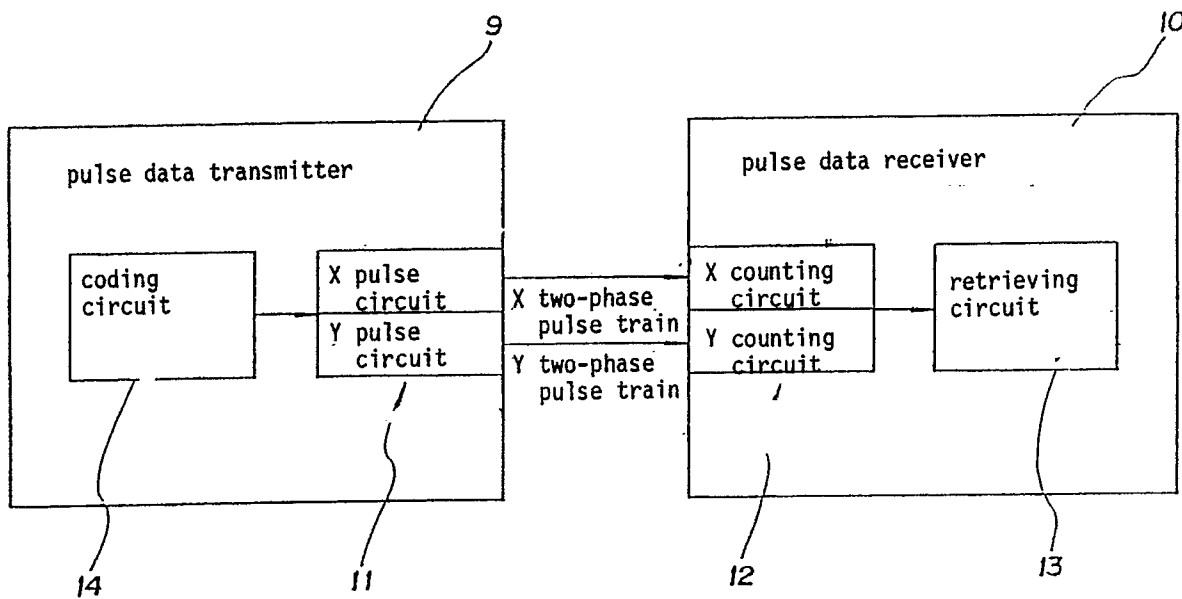 9
10
pulse data transmitter
pulse data receiver
coding
circuit
X pulse
circuit
Y pulse
circuit
X two-phase
pulse train
Y two-phase
pulse train
X counting
circuit
Y counting
circuit
retrieving
circuit
14
11
12
13